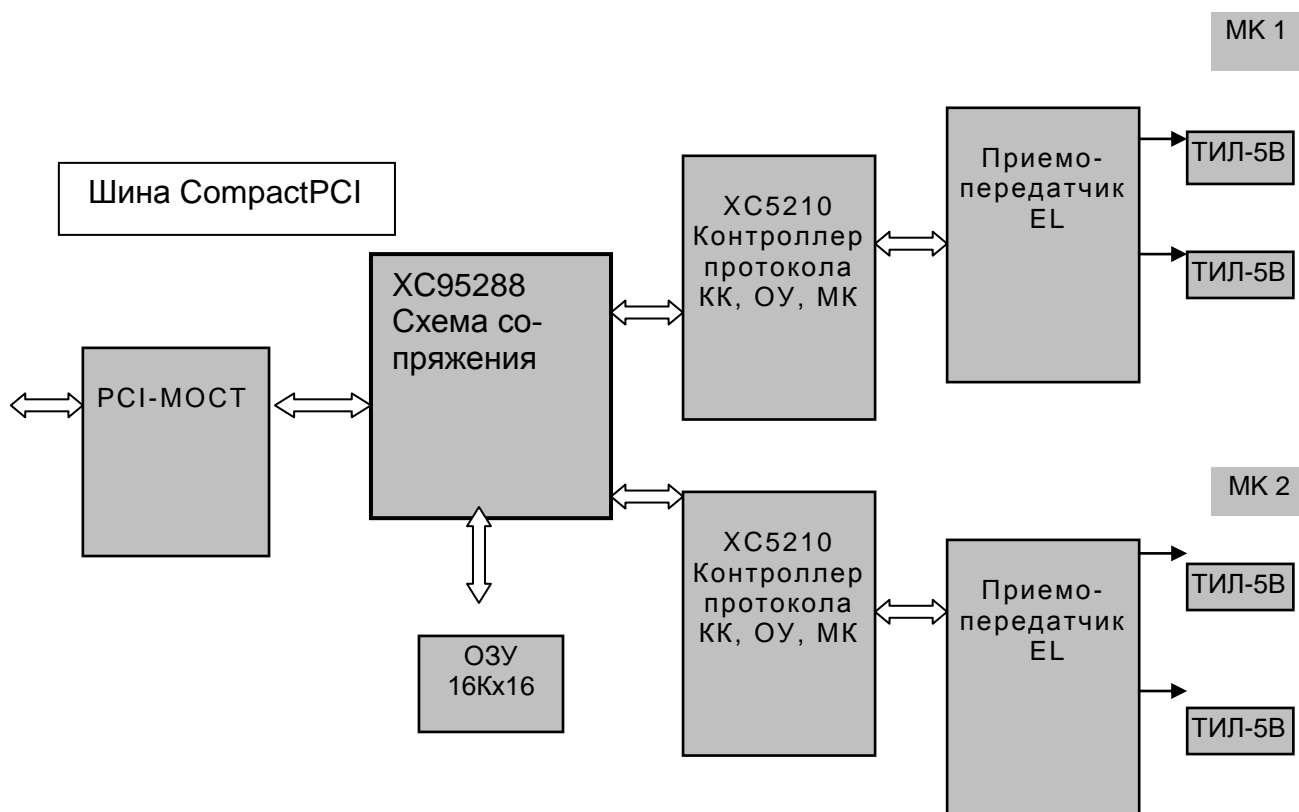 МК 1
ТИЛ-5В
Приемо-
передатчик
EL
Шина CompactPCI
XC5210
Контроллер
протокола
КК, ОУ, МК
ТИЛ-5В
XC95288
Схема со-
пряжения
PCI-МОСТ
МК 2
XC5210
Контроллер
протокола
КК, ОУ, МК
ТИЛ-5В
Приемо-
передатчик
EL
ОЗУ
16Кх16
ТИЛ-5В